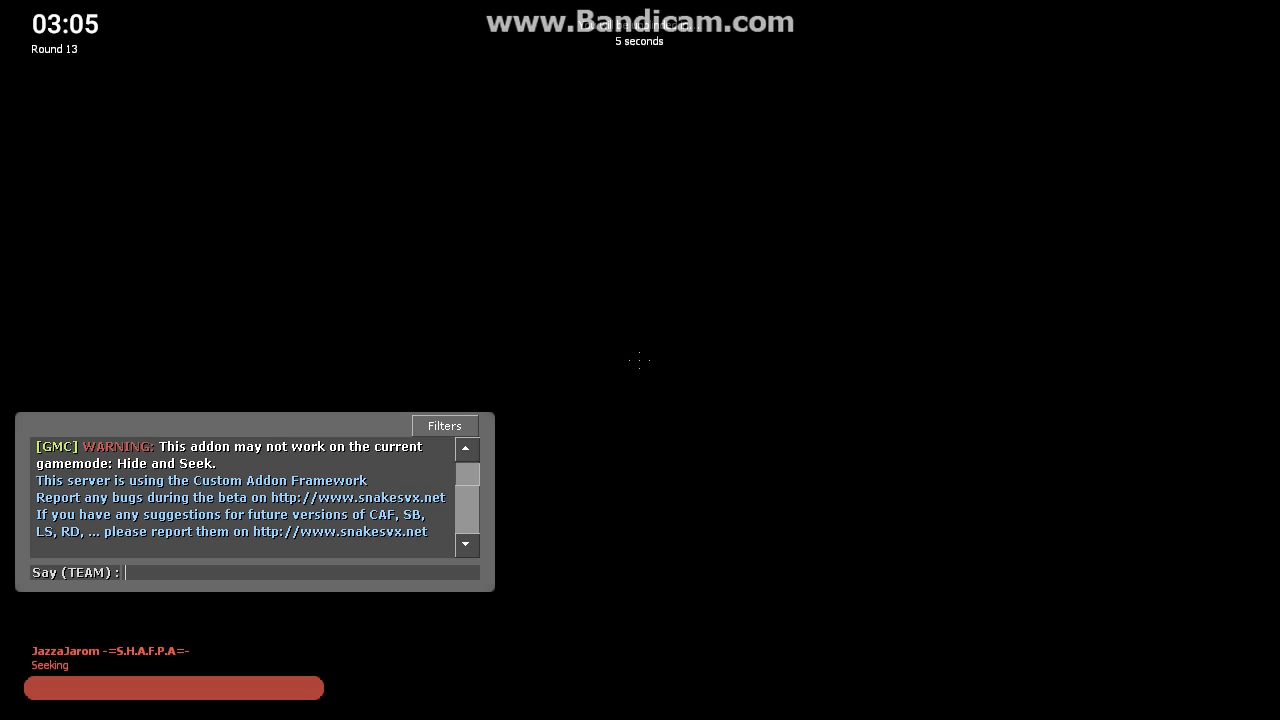 03:05
Round 13
www.Bandicam.com
5 seconds
Filters
[GMC] WARNING: This addon may not work on the current
gamemode: Hide and Seek.
This server is using the Custom Addon Framework
Report any bugs during the beta on http://www.snakesvx.net
If you have any suggestions for future versions of CAF, SB,
LS, RD, ... please report them on http://www.snakesvx.net
Say (TEAM) :
JazzaJarom -=S.H.A.F.P.A=-
Seeking